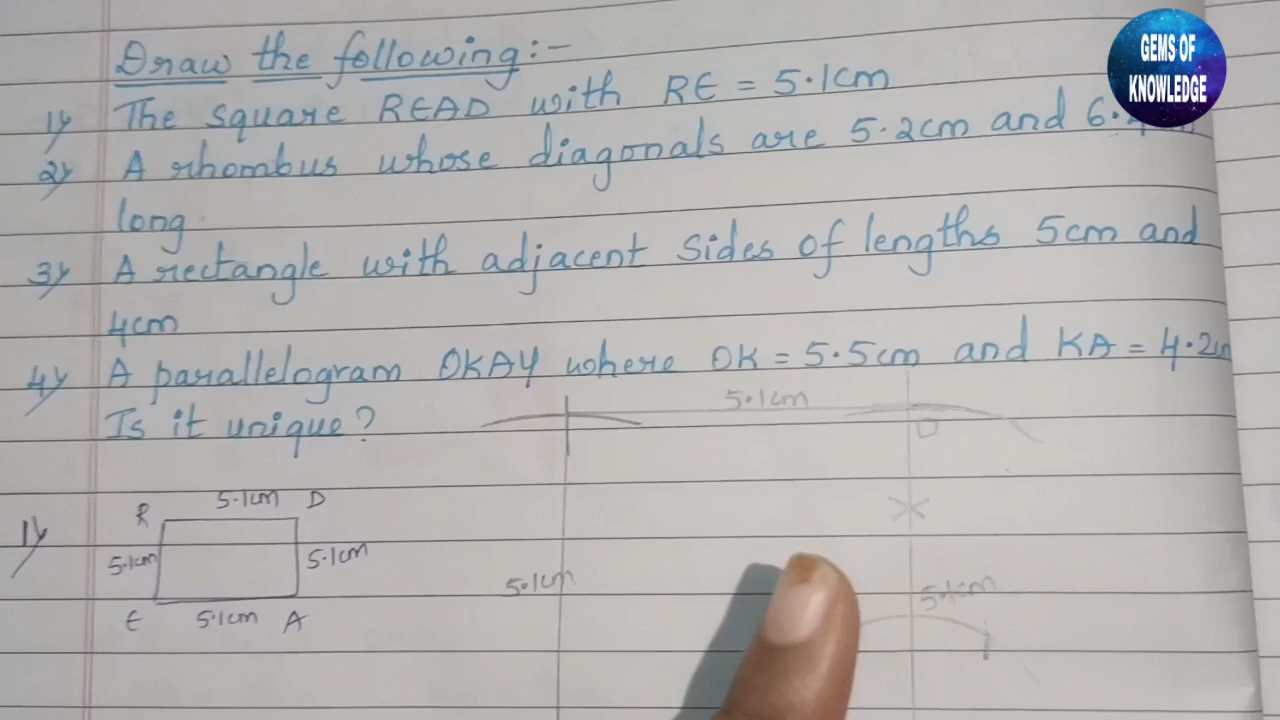 GEMS OF
KNOWLEDGE
Draw the following:-
1) The square READ with RE = 5.1cm
2) A rhombus whose diagonals are 5.2cm and
long.
3) A rectangle with adjacent sides of lengths 5cm and
4cm
4) A parallelogram OKAY where OK = 5.5cm and KA = 4.2cm
Is it unique?
5.1cm
D
1)
R 5.1cm D
5.1cm 5.1cm
E 5.1cm A
5.1cm
5.1cm